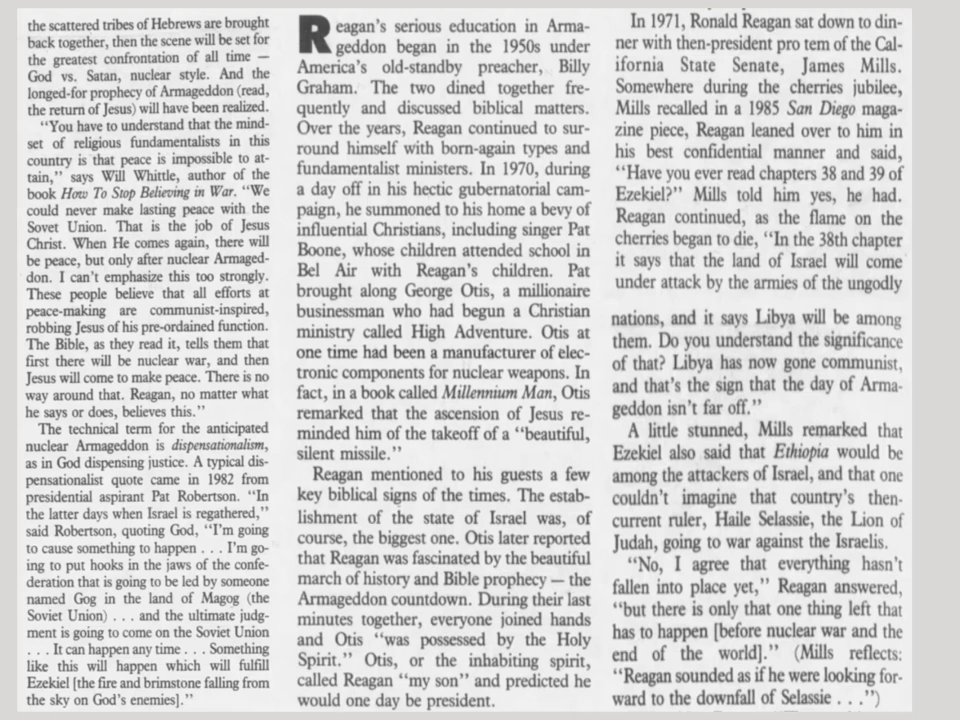 the scattered tribes of Hebrews are brought
back together, then the scene will be set for
the greatest confrontation of all time —
God vs. Satan, nuclear style. And the
longed-for prophecy of Armageddon (read,
the return of Jesus) will have been realized.
“You have to understand that the mind-
set of religious fundamentalists in this
country is that peace is impossible to at-
tain,” says Will Whittle, author of the
book How To Stop Believing in War. “We
could never make lasting peace with the
Sovet Union. That is the job of Jesus
Christ. When He comes again, there will
be peace, but only after nuclear Armaged-
don. I can’t emphasize this too strongly.
These people believe that all efforts at
peace-making are communist-inspired,
robbing Jesus of his pre-ordained function.
The Bible, as they read it, tells them that
first there will be nuclear war, and then
Jesus will come to make peace. There is no
way around that. Reagan, no matter what
he says or does, believes this.”
The technical term for the anticipated
nuclear Armageddon is dispensationalism,
as in God dispensing justice. A typical dis-
pensationalist quote came in 1982 from
presidential aspirant Pat Robertson. “In
the latter days when Israel is regathered,”
said Robertson, quoting God, “I’m going
to cause something to happen . . . I’m go-
ing to put hooks in the jaws of the confe-
deration that is going to be led by someone
named Gog in the land of Magog (the
Soviet Union) . . . and the ultimate judg-
ment is going to come on the Soviet Union
. . . It can happen any time . . . Something
like this will happen which will fulfill
Ezekiel [the fire and brimstone falling from
the sky on God’s enemies].”
Reagan’s serious education in Arma-
geddon began in the 1950s under
America’s old-standby preacher, Billy
Graham. The two dined together fre-
quently and discussed biblical matters.
Over the years, Reagan continued to sur-
round himself with born-again types and
fundamentalist ministers. In 1970, during
a day off in his hectic gubernatorial cam-
paign, he summoned to his home a bevy of
influential Christians, including singer Pat
Boone, whose children attended school in
Bel Air with Reagan’s children. Pat
brought along George Otis, a millionaire
businessman who had begun a Christian
ministry called High Adventure. Otis at
one time had been a manufacturer of elec-
tronic components for nuclear weapons. In
fact, in a book called Millennium Man, Otis
remarked that the ascension of Jesus re-
minded him of the takeoff of a “beautiful,
silent missile.”
Reagan mentioned to his guests a few
key biblical signs of the times. The estab-
lishment of the state of Israel was, of
course, the biggest one. Otis later reported
that Reagan was fascinated by the beautiful
march of history and Bible prophecy — the
Armageddon countdown. During their last
minutes together, everyone joined hands
and Otis “was possessed by the Holy
Spirit.” Otis, or the inhabiting spirit,
called Reagan “my son” and predicted he
would one day be president.
In 1971, Ronald Reagan sat down to din-
ner with then-president pro tem of the Cal-
ifornia State Senate, James Mills.
Somewhere during the cherries jubilee,
Mills recalled in a 1985 San Diego maga-
zine piece, Reagan leaned over to him in
his best confidential manner and said,
“Have you ever read chapters 38 and 39 of
Ezekiel?” Mills told him yes, he had.
Reagan continued, as the flame on the
cherries began to die, “In the 38th chapter
it says that the land of Israel will come
under attack by the armies of the ungodly
nations, and it says Libya will be among
them. Do you understand the significance
of that? Libya has now gone communist,
and that’s the sign that the day of Arma-
geddon isn’t far off.”
A little stunned, Mills remarked that
Ezekiel also said that Ethiopia would be
among the attackers of Israel, and that one
couldn’t imagine that country’s then-
current ruler, Haile Selassie, the Lion of
Judah, going to war against the Israelis.
“No, I agree that everything hasn’t
fallen into place yet,” Reagan answered,
“but there is only that one thing left that
has to happen [before nuclear war and the
end of the world].” (Mills reflects:
“Reagan sounded as if he were looking for-
ward to the downfall of Selassie . . .”)